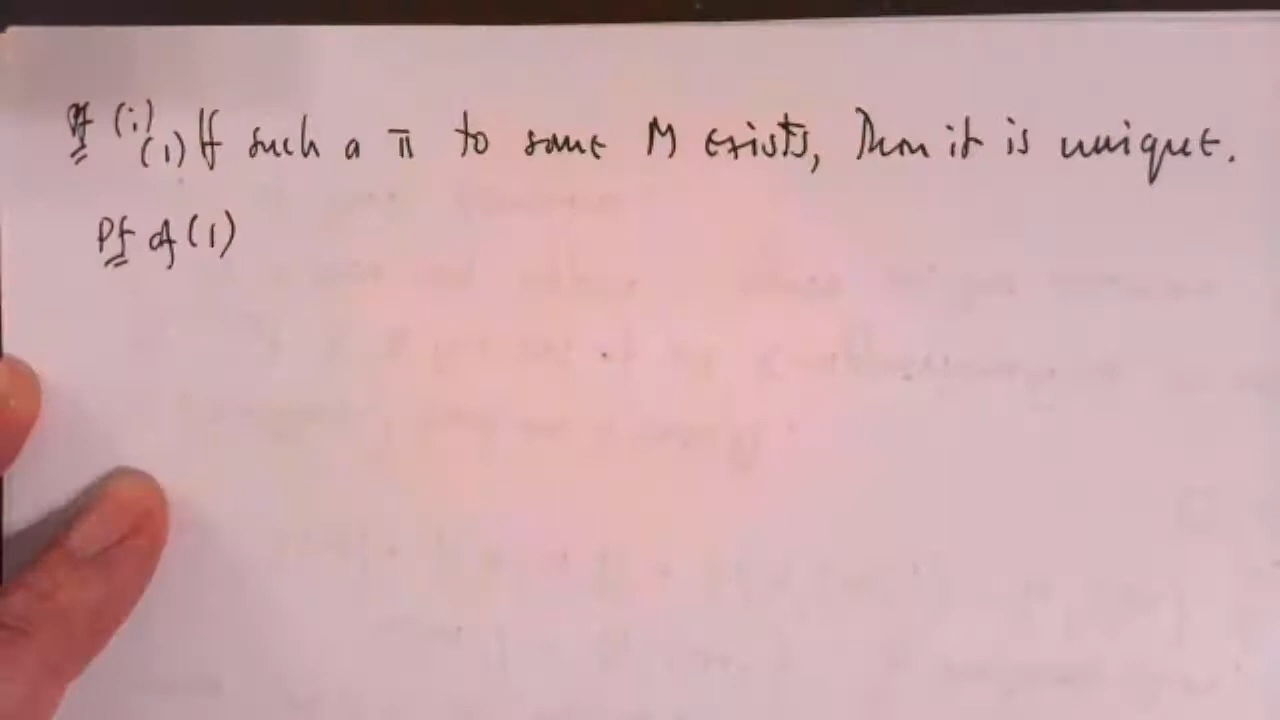 Pf (i)
(1) If such a π to some M exists, then it is unique.
Pf of (1)